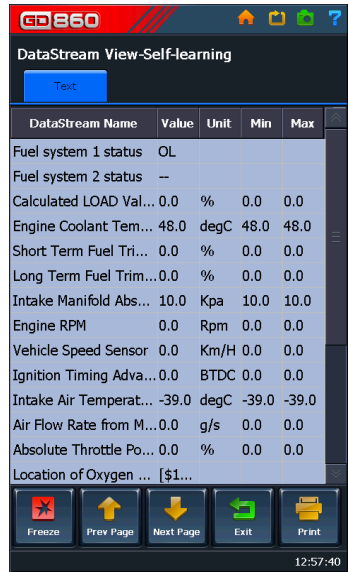 GD860
?
DataStream View-Self-learning
Text
DataStream Name Value Unit Min Max
Fuel system 1 status OL
Fuel system 2 status --
Calculated LOAD Val... 0.0 % 0.0 0.0
Engine Coolant Tem... 48.0 degC 48.0 48.0
Short Term Fuel Tri... 0.0 % 0.0 0.0
Long Term Fuel Trim... 0.0 % 0.0 0.0
Intake Manifold Abs... 10.0 Kpa 10.0 10.0
Engine RPM 0.0 Rpm 0.0 0.0
Vehicle Speed Sensor 0.0 Km/H 0.0 0.0
Ignition Timing Adva... 0.0 BTDC 0.0 0.0
Intake Air Temperat... -39.0 degC -39.0 -39.0
Air Flow Rate from M... 0.0 g/s 0.0 0.0
Absolute Throttle Po... 0.0 % 0.0 0.0
Location of Oxygen ... [$1...
Freeze Prev Page Next Page Exit Print
12:57:40